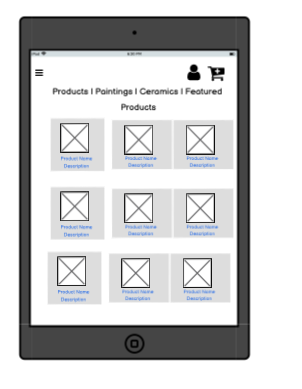 iPad
4:30 PM
Products I Paintings I Ceramics I Featured
Products
Product Name
Description
Product Name
Description
Product Name
Description
Product Name
Description
Product Name
Description
Product Name
Description
Product Name
Description
Product Name
Description
Product Name
Description